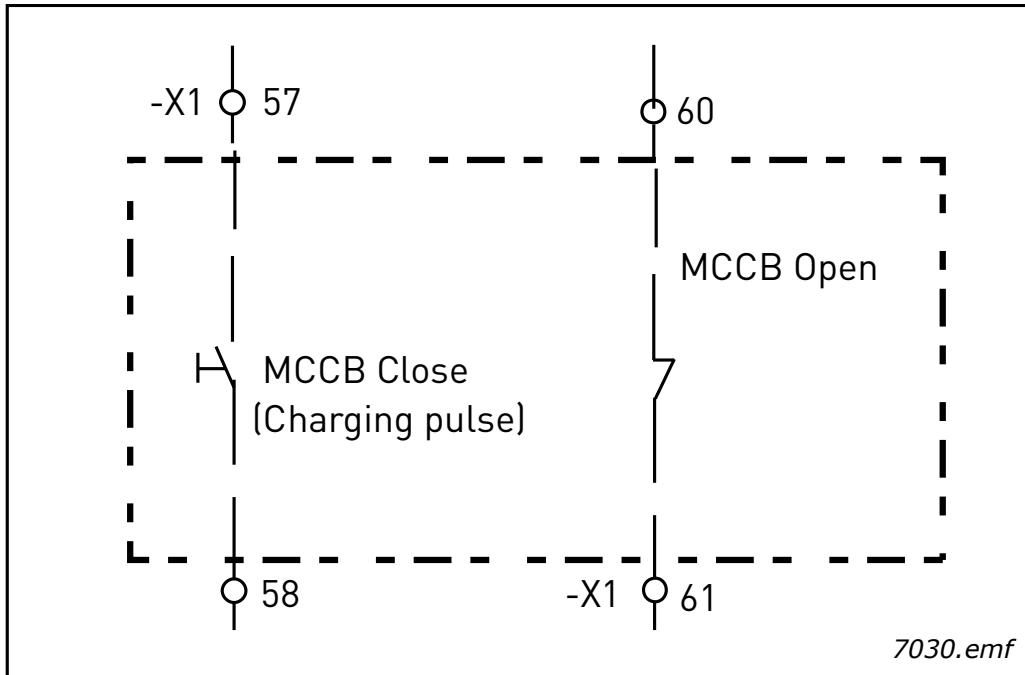 -X1 57
60
MCCB Open
MCCB Close
(Charging pulse)
58
-X1 61
7030.emf